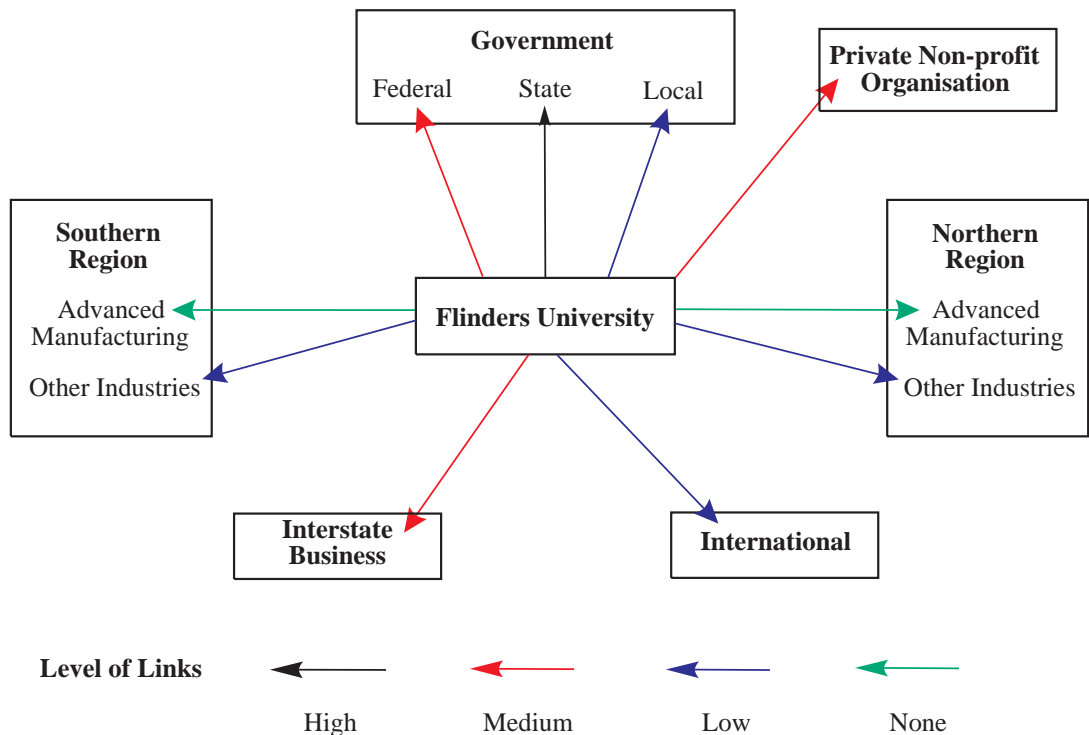 Government
Federal State Local
Private Non-profit
Organisation
Southern
Region
Advanced
Manufacturing
Other Industries
Flinders University
Northern
Region
Advanced
Manufacturing
Other Industries
Interstate
Business
International
Level of Links
High Medium Low None